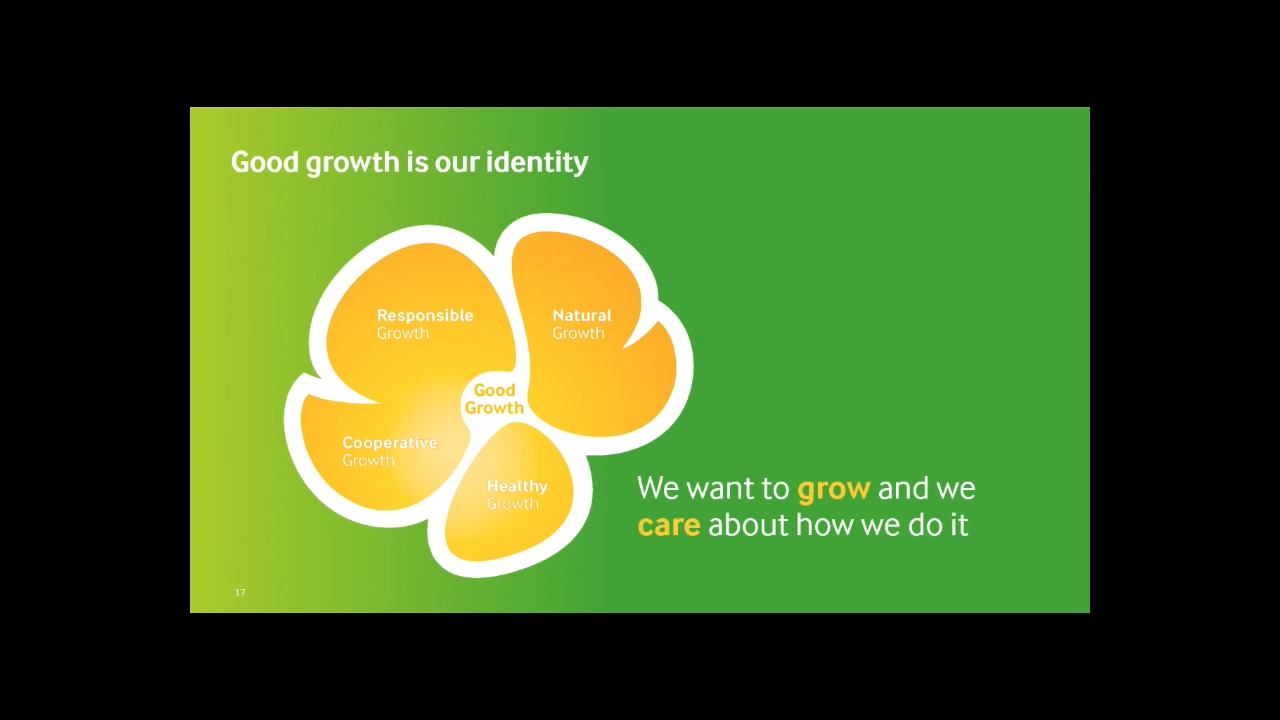 Good growth is our identity
Responsible
Growth
Natural
Growth
Good
Growth
Cooperative
Growth
Healthy
Growth
We want to grow and we
care about how we do it
17